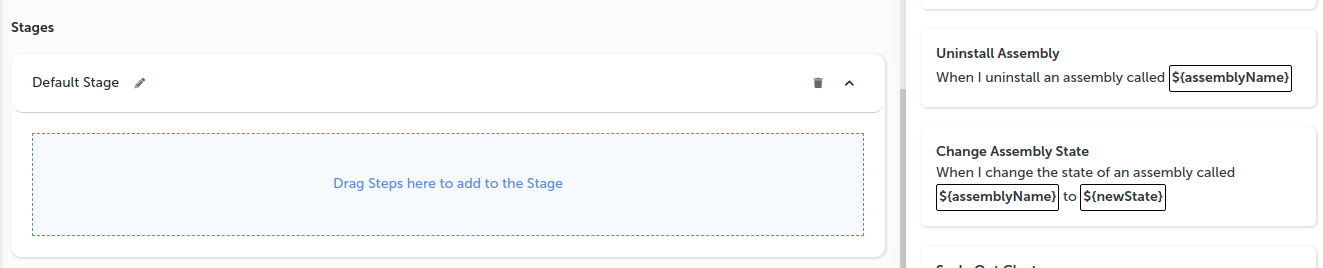 Stages
Default Stage
Drag Steps here to add to the Stage
Uninstall Assembly
When I uninstall an assembly called ${assemblyName}
Change Assembly State
When I change the state of an assembly called
${assemblyName} to ${newState}